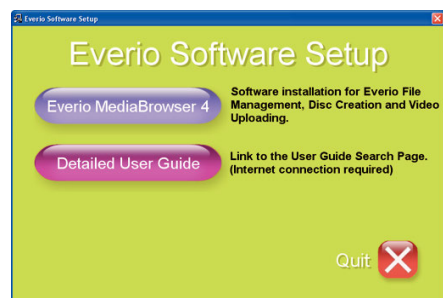 Everio Software Setup
Everio Software Setup
Everio MediaBrowser 4
Software installation for Everio File
Management, Disc Creation and Video
Uploading.
Detailed User Guide
Link to the User Guide Search Page.
(Internet connection required)
Quit